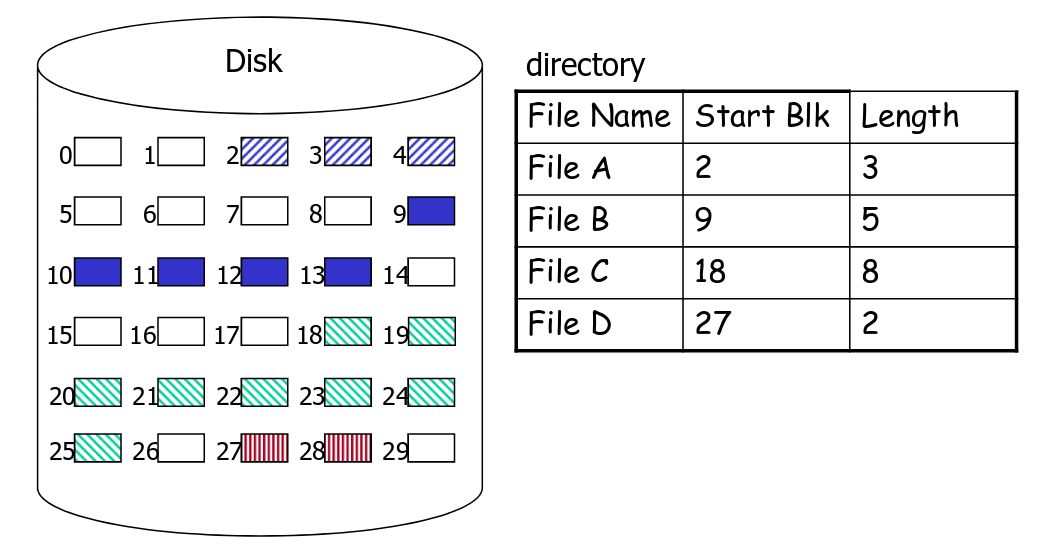 Disk
0 1 2 3 4
5 6 7 8 9
10 11 12 13 14
15 16 17 18 19
20 21 22 23 24
25 26 27 28 29
directory
File Name Start Blk Length
File A 2 3
File B 9 5
File C 18 8
File D 27 2